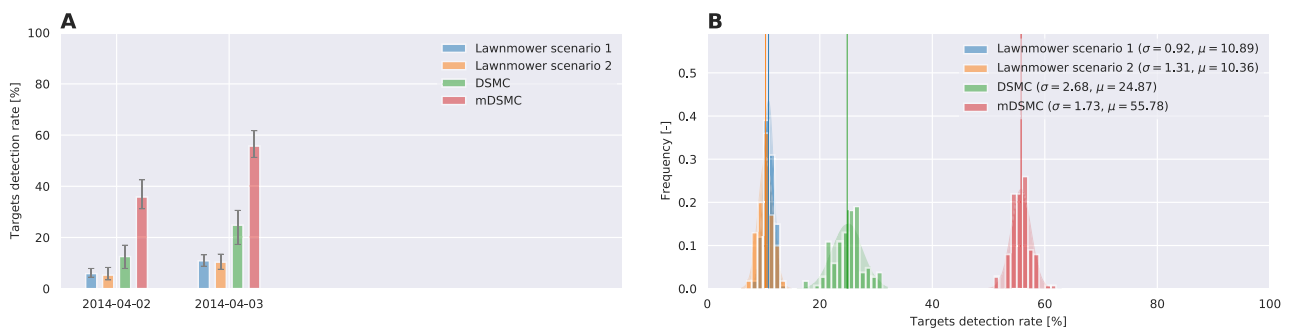 A
Targets detection rate [%]
100
80
60
40
20
0
2014-04-02
2014-04-03
Lawnmower scenario 1
Lawnmower scenario 2
DSMC
mDSMC
B
Frequency [-]
0.5
0.4
0.3
0.2
0.1
0.0
0
20
40
60
80
100
Targets detection rate [%]
Lawnmower scenario 1 (σ = 0.92, μ = 10.89)
Lawnmower scenario 2 (σ = 1.31, μ = 10.36)
DSMC (σ = 2.68, μ = 24.87)
mDSMC (σ = 1.73, μ = 55.78)